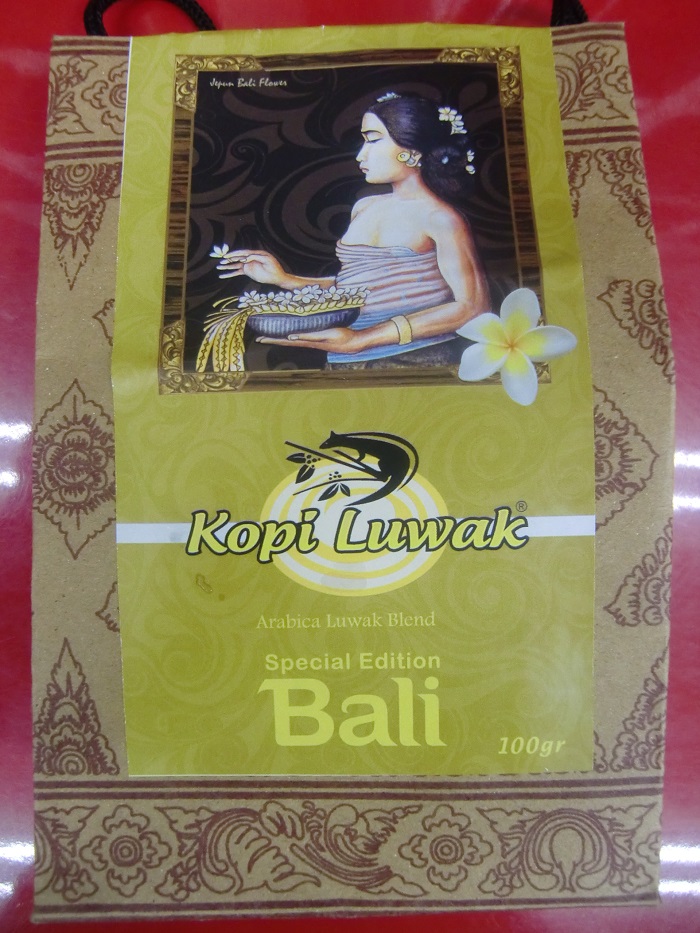 Jepun Bali Flower
Kopi Luwak®
Arabica Luwak Blend
Special Edition
Bali
100gr